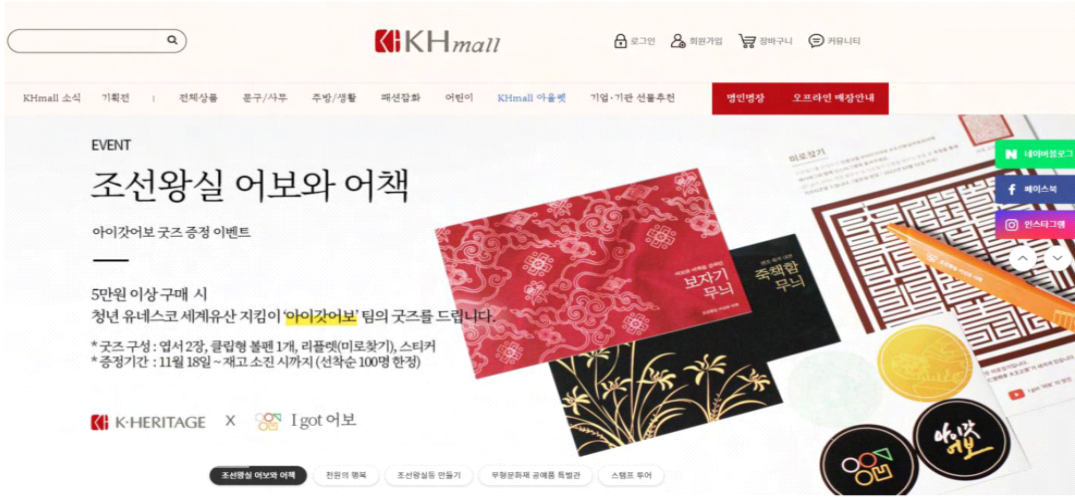 KHmall
로그인 회원가입 장바구니 커뮤니티
KHmall 소식 기획전 | 전체상품 문구/사무 주방/생활 패션잡화 어린이 KHmall 아울렛 기업·기관 선물추천 명인명장 오프라인 매장안내
EVENT
조선왕실 어보와 어책
아이갓어보 굿즈 증정 이벤트
5만원 이상 구매 시
청년 유네스코 세계유산 지킴이 ‘아이갓어보’ 팀의 굿즈를 드립니다.
* 굿즈 구성 : 엽서 2장, 클립형 볼펜 1개, 리플렛(미로찾기), 스티커
* 증정기간 : 11월 18일 ~ 재고 소진 시까지 (선착순 100명 한정)
K·HERITAGE X I got 어보
미로찾기
보자기
무늬
죽책함
무늬
I got '어보'
아이갓
어보
N 네이버블로그
f 페이스북
인스타그램
조선왕실 어보와 어책 천원의 행복 조선왕실등 만들기 무형문화재 공예품 특별관 스탬프 투어